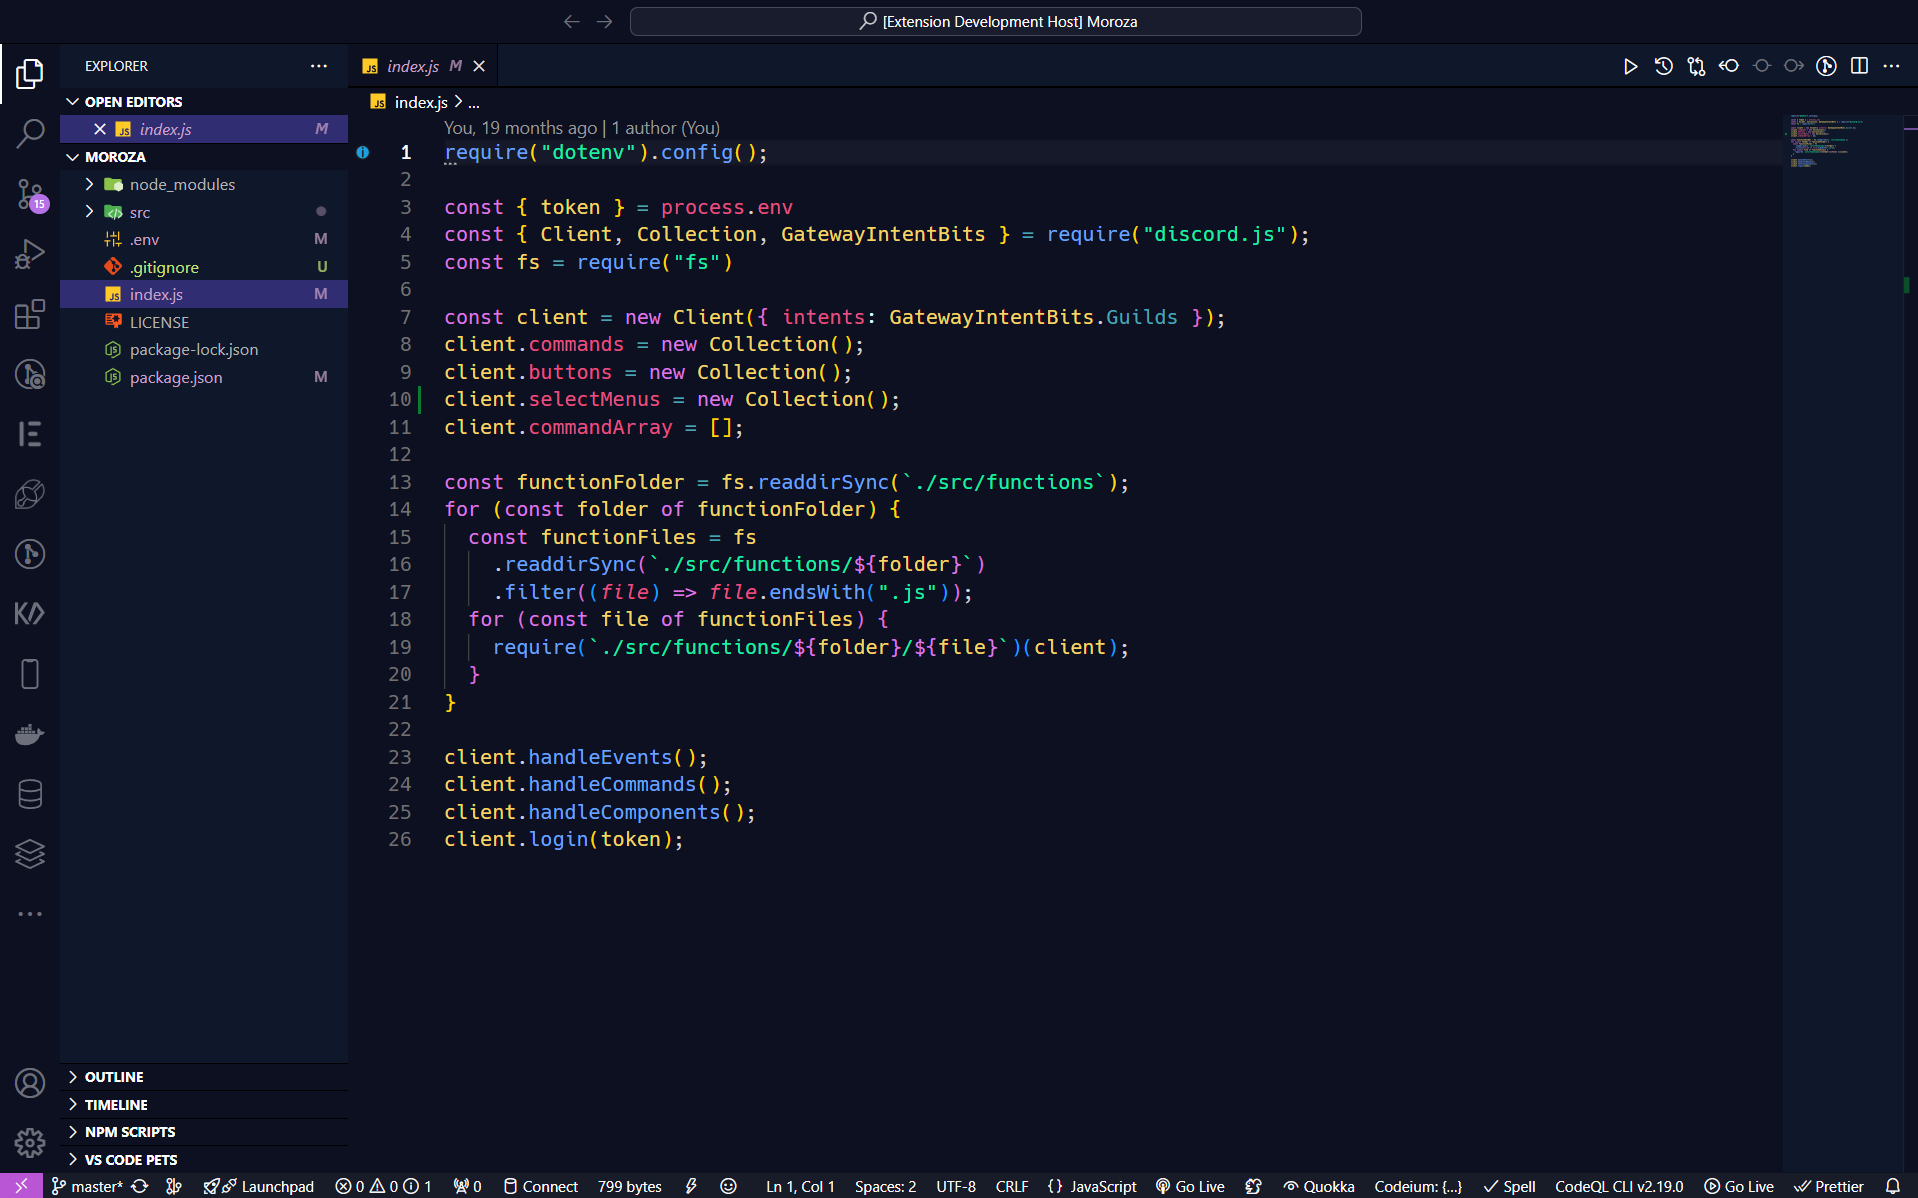 [Extension Development Host] Moroza
EXPLORER
OPEN EDITORS
index.js M
MOROZA
node_modules
src
.env M
.gitignore U
index.js M
LICENSE
package-lock.json
package.json M
15
OUTLINE
TIMELINE
NPM SCRIPTS
VS CODE PETS
index.js M
index.js > ...
You, 19 months ago | 1 author (You)
1 require("dotenv").config();
2
3 const { token } = process.env
4 const { Client, Collection, GatewayIntentBits } = require("discord.js");
5 const fs = require("fs")
6
7 const client = new Client({ intents: GatewayIntentBits.Guilds });
8 client.commands = new Collection();
9 client.buttons = new Collection();
10 client.selectMenus = new Collection();
11 client.commandArray = [];
12
13 const functionFolder = fs.readdirSync(`./src/functions`);
14 for (const folder of functionFolder) {
15   const functionFiles = fs
16     .readdirSync(`./src/functions/${folder}`)
17     .filter((file) => file.endsWith(".js"));
18   for (const file of functionFiles) {
19     require(`./src/functions/${folder}/${file}`)(client);
20   }
21 }
22
23 client.handleEvents();
24 client.handleCommands();
25 client.handleComponents();
26 client.login(token);
master* Launchpad 0 0 1 0 Connect 799 bytes Ln 1, Col 1 Spaces: 2 UTF-8 CRLF {} JavaScript Go Live Quokka Codeium: {...} Spell CodeQL CLI v2.19.0 Go Live Prettier